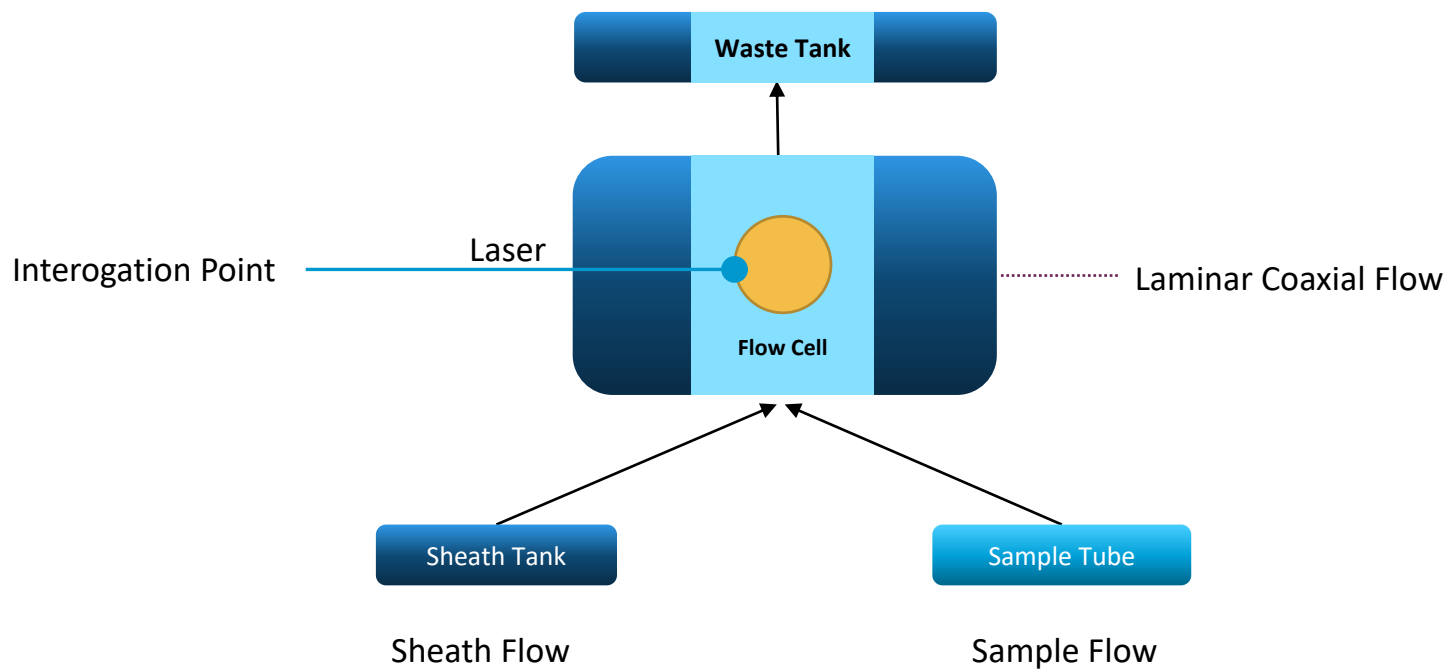 Waste Tank
Laser
Interogation Point
Laminar Coaxial Flow
Flow Cell
Sheath Tank
Sample Tube
Sheath Flow
Sample Flow